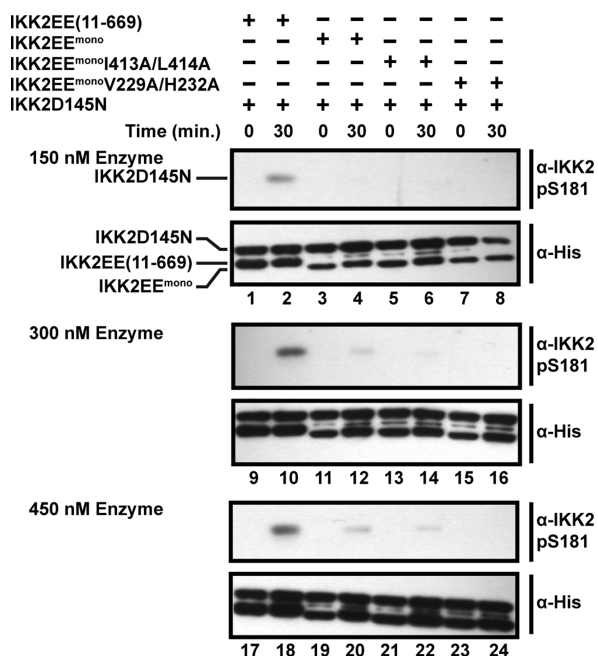 IKK2EE(11-669) + + – – – – – –
IKK2EEmono – – + + – – – –
IKK2EEmonoI413A/L414A – – – – + + – –
IKK2EEmonoV229A/H232A – – – – – – + +
IKK2D145N + + + + + + + +
Time (min.) 0 30 0 30 0 30 0 30
150 nM Enzyme
IKK2D145N
α-IKK2
pS181
IKK2D145N
IKK2EE(11-669)
IKK2EEmono
α-His
1 2 3 4 5 6 7 8
300 nM Enzyme
α-IKK2
pS181
α-His
9 10 11 12 13 14 15 16
450 nM Enzyme
α-IKK2
pS181
α-His
17 18 19 20 21 22 23 24